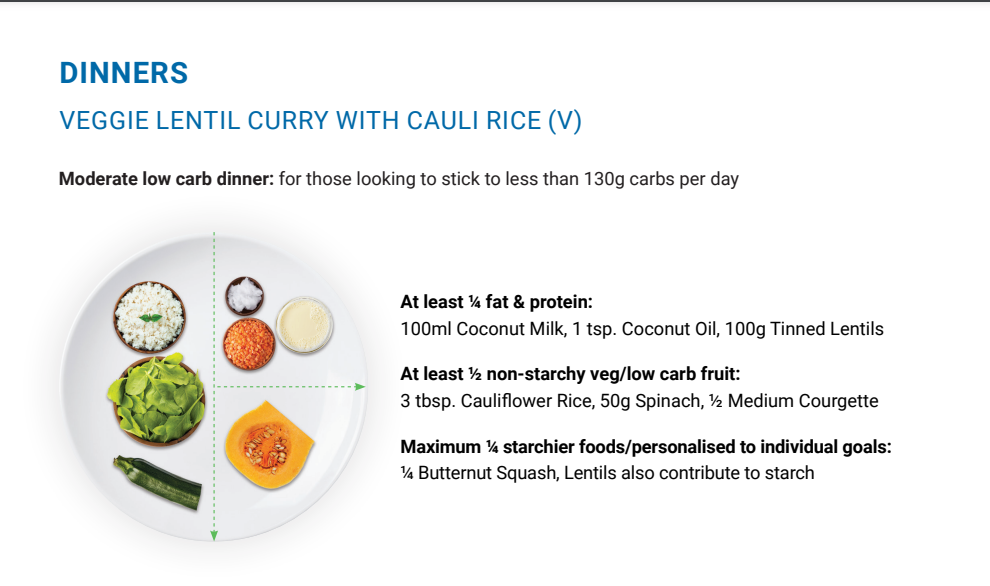 DINNERS
VEGGIE LENTIL CURRY WITH CAULI RICE (V)
Moderate low carb dinner: for those looking to stick to less than 130g carbs per day
At least ¼ fat & protein:
100ml Coconut Milk, 1 tsp. Coconut Oil, 100g Tinned Lentils
At least ½ non-starchy veg/low carb fruit:
3 tbsp. Cauliflower Rice, 50g Spinach, ½ Medium Courgette
Maximum ¼ starchier foods/personalised to individual goals:
¼ Butternut Squash, Lentils also contribute to starch